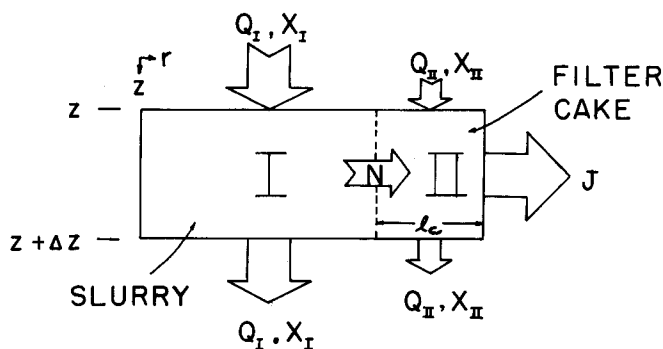 Q_I, X_I
r
z
Q_II, X_II
FILTER
CAKE
z
I
N
II
J
l_c
z + Δz
SLURRY
Q_I, X_I
Q_II, X_II